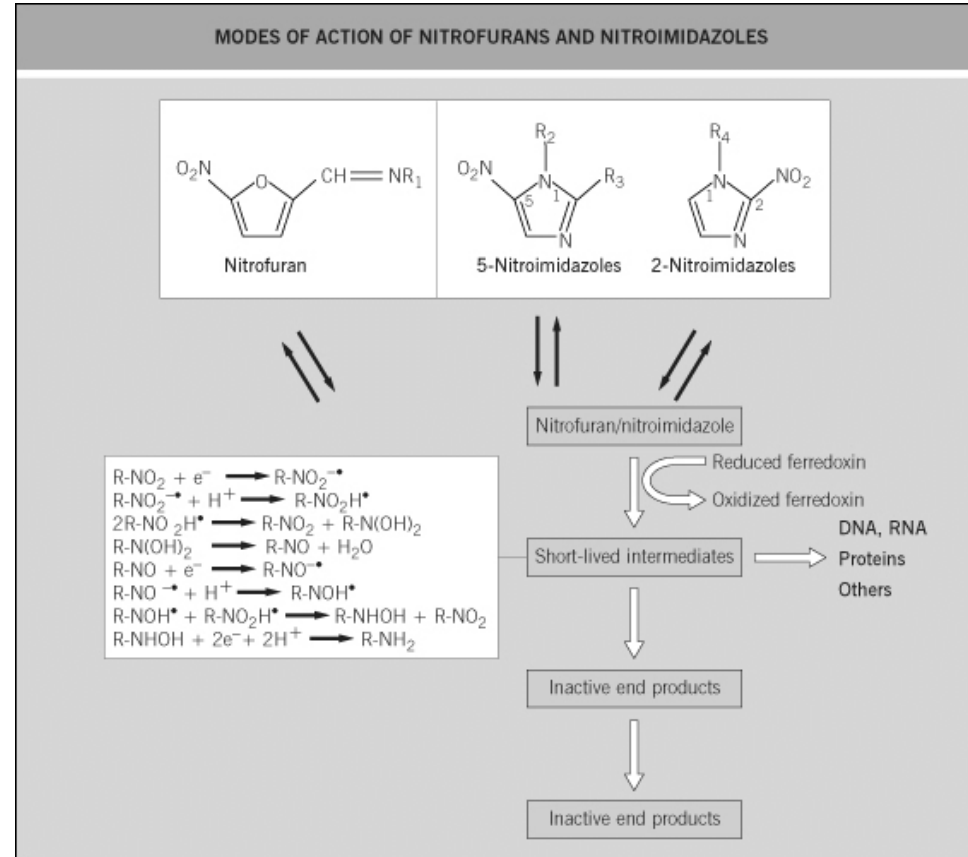 MODES OF ACTION OF NITROFURANS AND NITROIMIDAZOLES
O₂N O CH NR₁
Nitrofuran
R₂
O₂N N R₃
5 1
N
5-Nitroimidazoles
R₄
N NO₂
1 2
N
2-Nitroimidazoles
Nitrofuran/nitroimidazole
Reduced ferredoxin
Oxidized ferredoxin
R-NO₂ + e⁻ → R-NO₂⁻•
R-NO₂⁻• + H⁺ → R-NO₂H•
2R-NO₂H• → R-NO₂ + R-N(OH)₂
R-N(OH)₂ → R-NO + H₂O
R-NO + e⁻ → R-NO⁻•
R-NO⁻• + H⁺ → R-NOH•
R-NOH• + R-NO₂H• → R-NHOH + R-NO₂
R-NHOH + 2e⁻ + 2H⁺ → R-NH₂
Short-lived intermediates
DNA, RNA
Proteins
Others
Inactive end products
Inactive end products